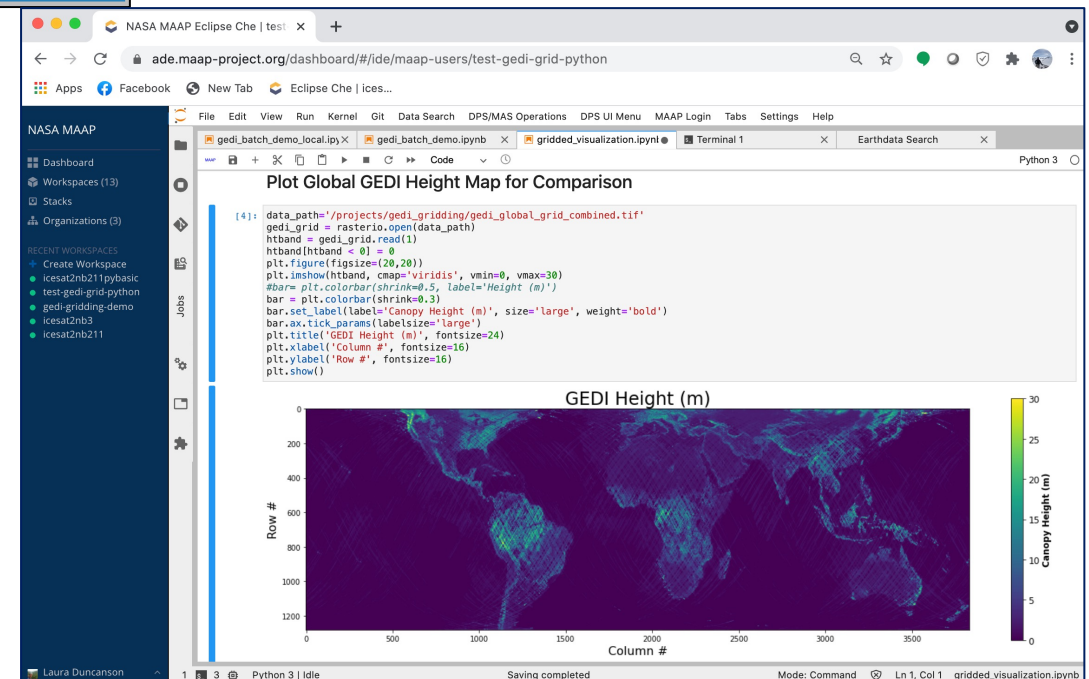 NASA MAAP Eclipse Che | test
ade.maap-project.org/dashboard/#/ide/maap-users/test-gedi-grid-python
Apps Facebook New Tab Eclipse Che | ices...
NASA MAAP
Dashboard
Workspaces (13)
Stacks
Organizations (3)
RECENT WORKSPACES
Create Workspace
icesat2nb211pybasic
test-gedi-grid-python
gedi-gridding-demo
icesat2nb3
icesat2nb211
Laura Duncanson
File Edit View Run Kernel Git Data Search DPS/MAS Operations DPS UI Menu MAAP Login Tabs Settings Help
gedi_batch_demo_local.ipy gedi_batch_demo.ipynb gridded_visualization.ipynl Terminal 1 Earthdata Search
Code Python 3
Jobs
Plot Global GEDI Height Map for Comparison
[4]: data_path='/projects/gedi_gridding/gedi_global_grid_combined.tif'
gedi_grid = rasterio.open(data_path)
htband = gedi_grid.read(1)
htband[htband < 0] = 0
plt.figure(figsize=(20,20))
plt.imshow(htband, cmap='viridis', vmin=0, vmax=30)
#bar= plt.colorbar(shrink=0.5, label='Height (m)')
bar = plt.colorbar(shrink=0.3)
bar.set_label(label='Canopy Height (m)', size='large', weight='bold')
bar.ax.tick_params(labelsize='large')
plt.title('GEDI Height (m)', fontsize=24)
plt.xlabel('Column #', fontsize=16)
plt.ylabel('Row #', fontsize=16)
plt.show()
GEDI Height (m)
0
200
400
600
800
1000
1200
Row #
0 500 1000 1500 2000 2500 3000 3500
Column #
30
25
20
15
10
5
0
Canopy Height (m)
1 3 Python 3 | Idle Saving completed Mode: Command Ln 1, Col 1 gridded_visualization.ipynb